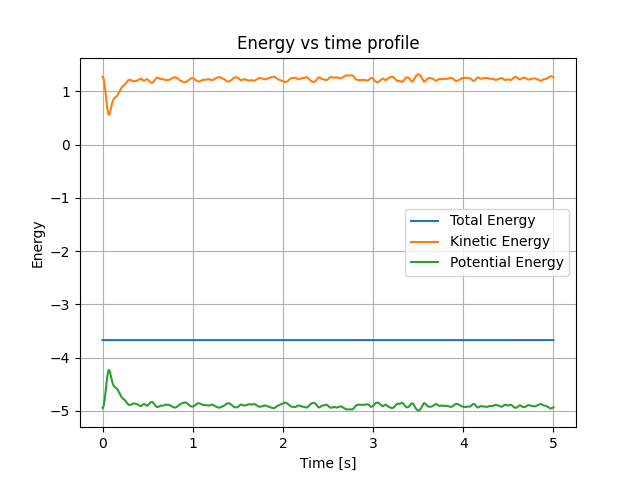 Energy vs time profile
1
0
−1
−2
−3
−4
−5
Energy
Total Energy
Kinetic Energy
Potential Energy
0 1 2 3 4 5
Time [s]